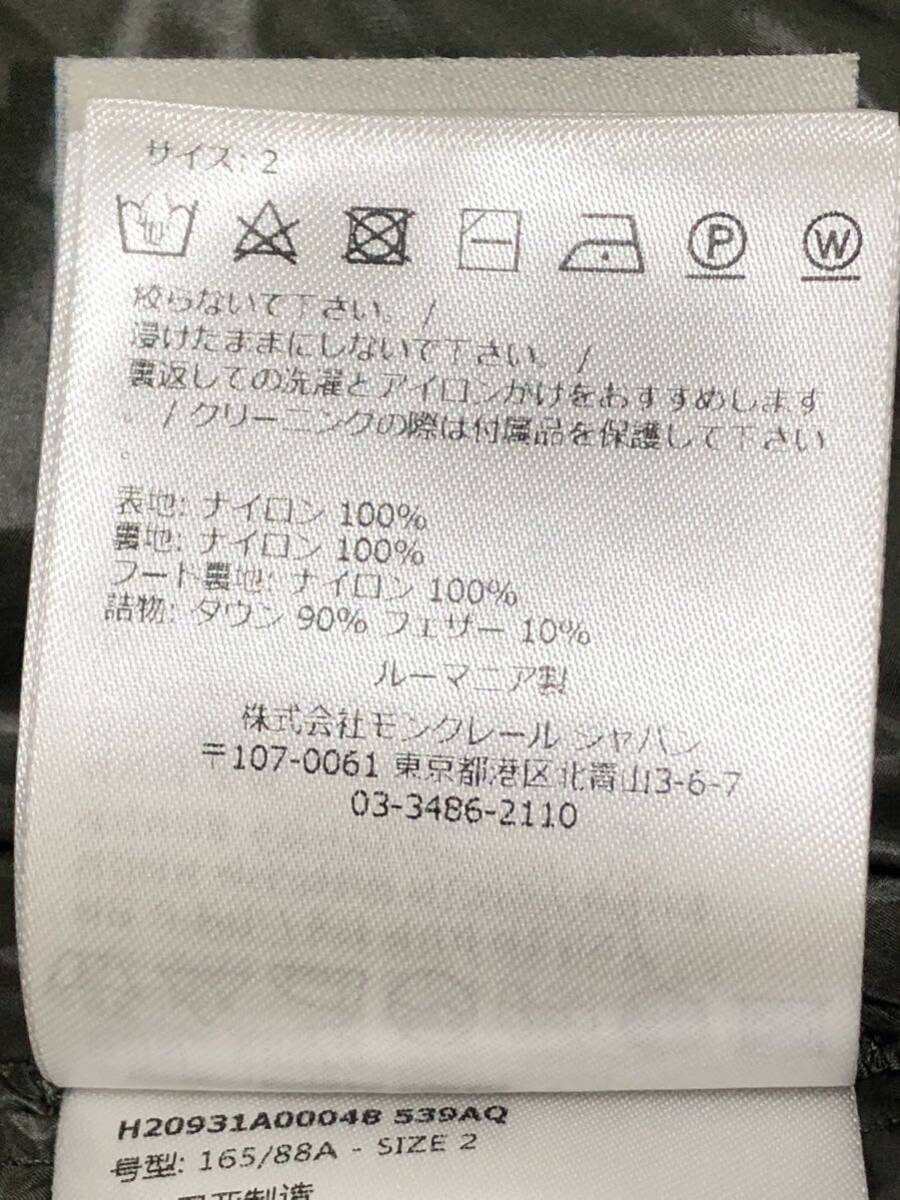 サイズ: 2
P W
絞らないで下さい。/
浸けたままにしないで下さい。/
裏返しての洗濯とアイロンがけをおすすめします
。/ クリーニングの際は付属品を保護して下さい
。
表地: ナイロン 100%
裏地: ナイロン 100%
フード裏地: ナイロン 100%
詰物: ダウン 90% フェザー 10%
ルーマニア製
株式会社モンクレール ジャパン
〒107-0061 東京都港区北青山3-6-7
03-3486-2110
H20931A00048 539AQ
号型: 165/88A - SIZE 2